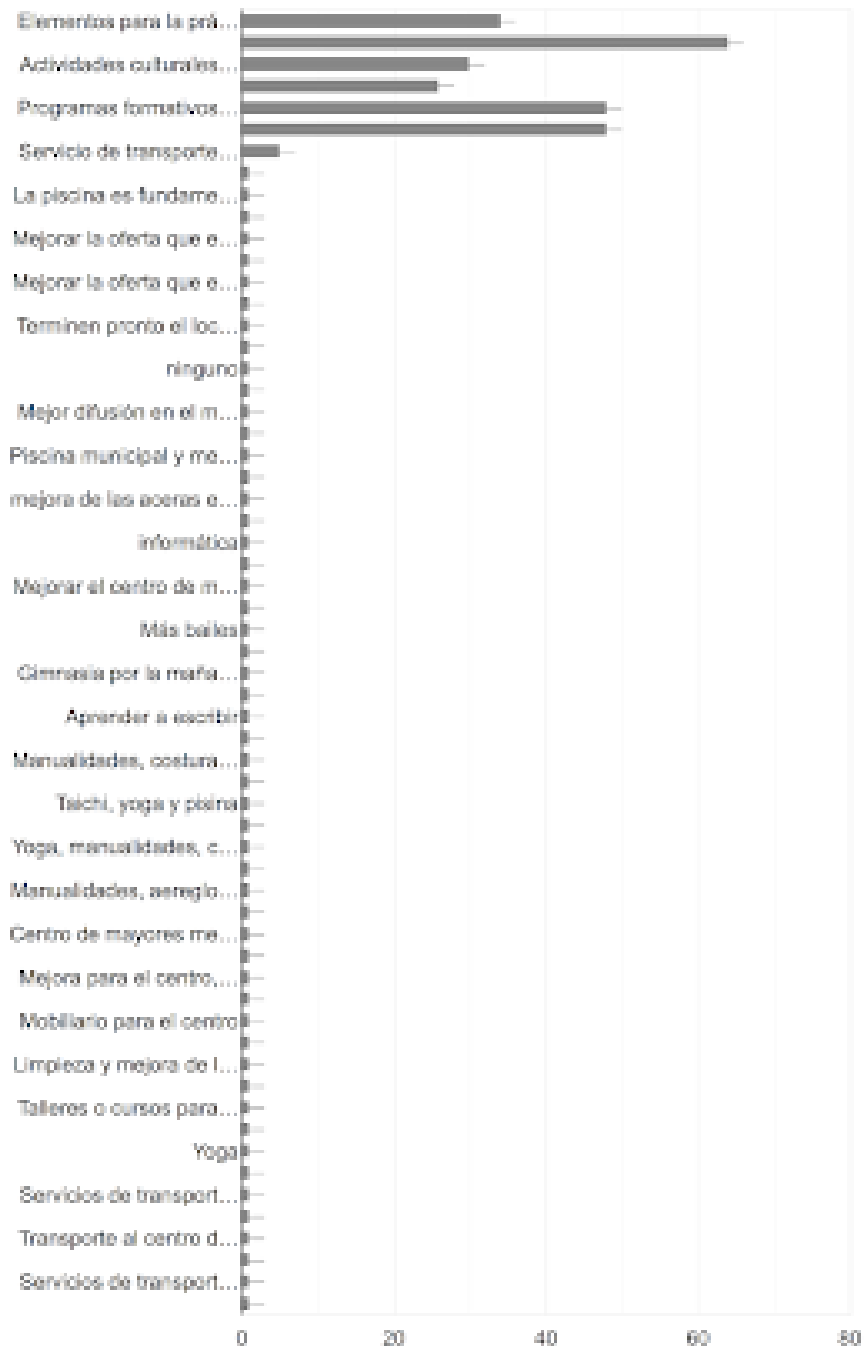 Elementos para la prá...
Actividades culturales...
Programas formativos...
Servicio de transporte...
La piscina es fundame...
Mejorar la oferta que e...
Mejorar la oferta que e...
Terminen pronto el loc...
ninguno
Mejor difusión en el m...
Piscina municipal y me...
mejora de las aceras e...
informática
Mejorar el centro de m...
Más bailes
Gimnasia por la maña...
Aprender a escribir
Manualidades, costura...
Taichi, yoga y pisina
Yoga, manualidades, c...
Manualidades, aereglo...
Centro de mayores me...
Mejora para el centro,...
Mobiliario para el centro
Limpieza y mejora de l...
Talleres o cursos para...
Yoga
Servicios de transport...
Transporte al centro d...
Servicios de transport...
0 20 40 60 80